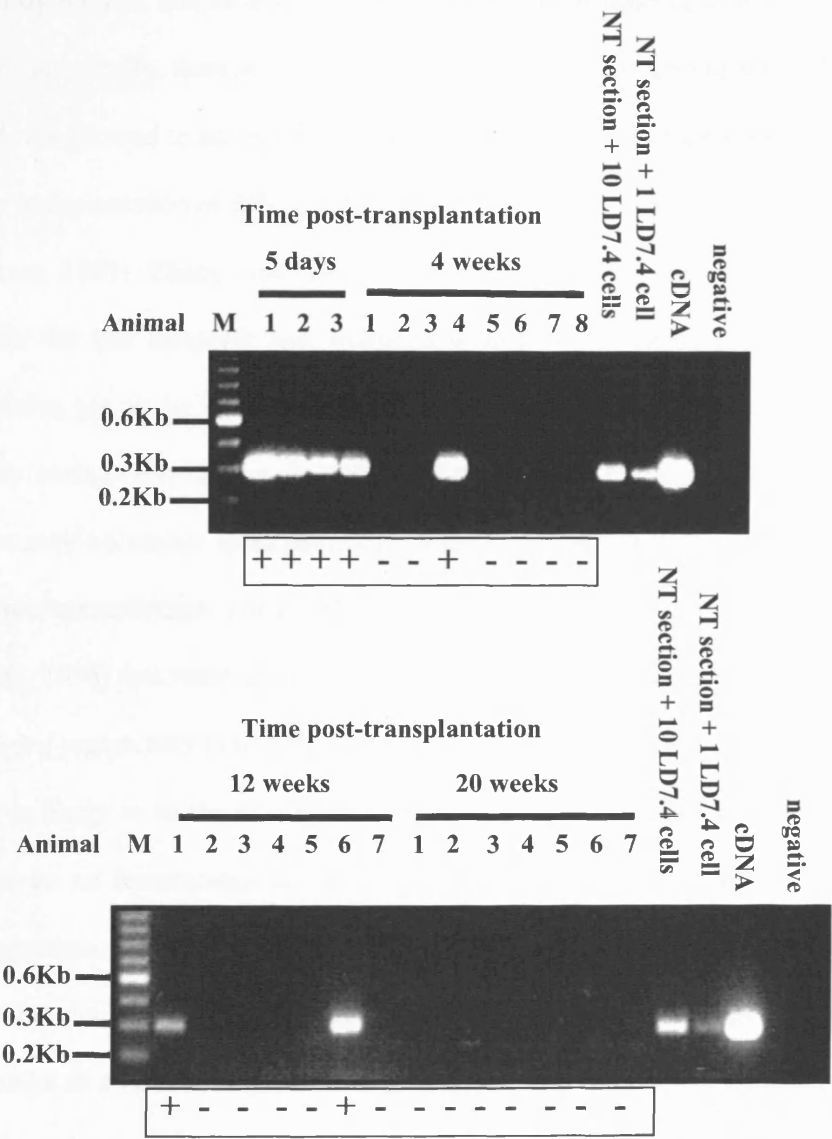 NT section + 10 LD7.4 cells
NT section + 1 LD7.4 cell
cDNA
negative
Time post-transplantation
5 days 4 weeks
Animal M 1 2 3 1 2 3 4 5 6 7 8
0.6Kb
0.3Kb
0.2Kb
+ + + + - - + - - - -
NT section + 10 LD7.4 cells
NT section + 1 LD7.4 cell
cDNA
negative
Time post-transplantation
12 weeks 20 weeks
Animal M 1 2 3 4 5 6 7 1 2 3 4 5 6 7
0.6Kb
0.3Kb
0.2Kb
+ - - - - + - - - - - - - -